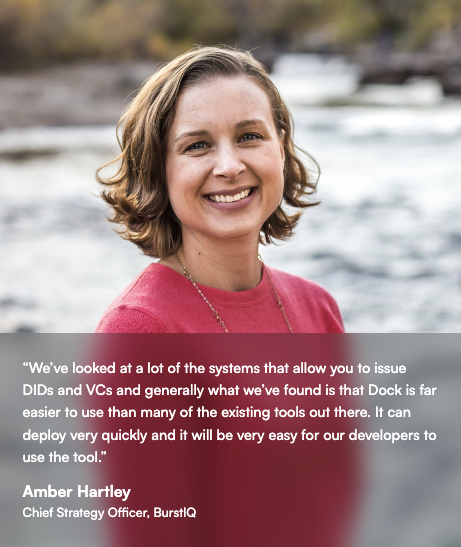 “We’ve looked at a lot of the systems that allow you to issue
DIDs and VCs and generally what we’ve found is that Dock is far
easier to use than many of the existing tools out there. It can
deploy very quickly and it will be very easy for our developers to
use the tool.”
Amber Hartley
Chief Strategy Officer, BurstIQ